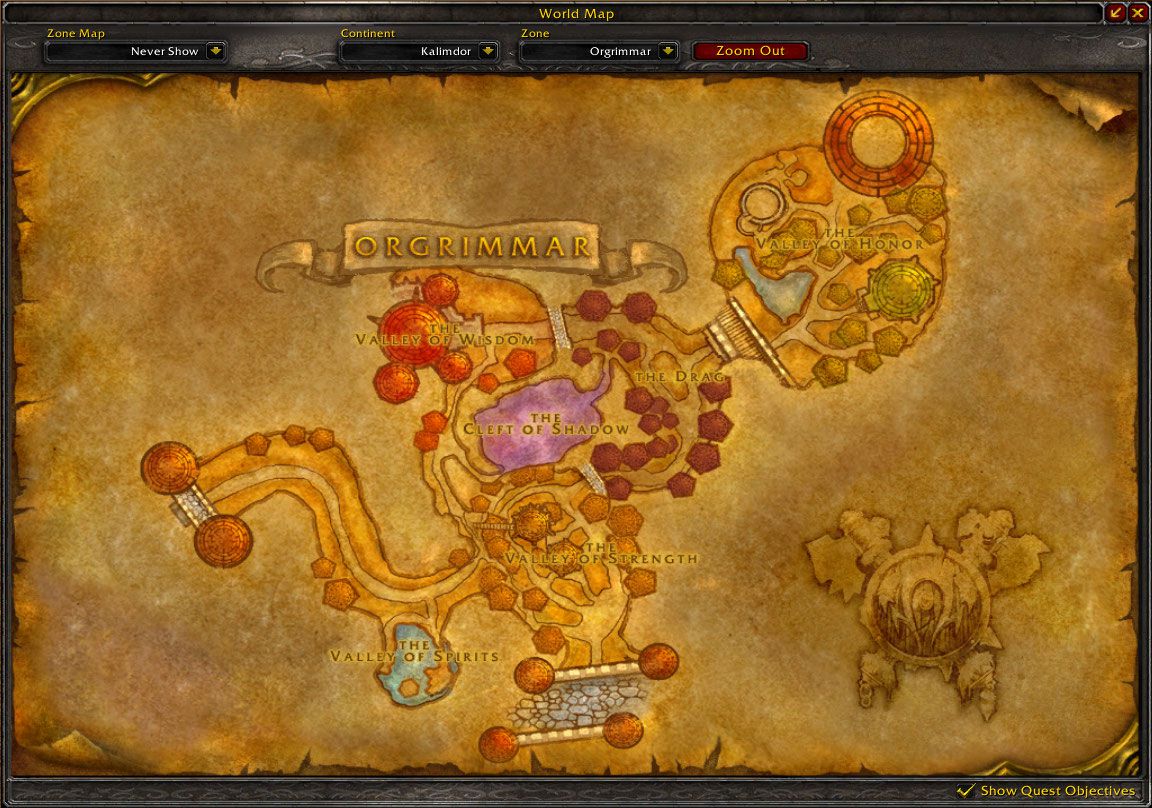 World Map
Zone Map
Continent
Zone
Never Show
Kalimdor
Orgrimmar
Zoom Out
ORGRIMMAR
THE
VALLEY OF HONOR
THE
VALLEY OF WISDOM
THE DRAG
THE
CLEFT OF SHADOW
THE
VALLEY OF STRENGTH
THE
VALLEY OF SPIRITS
Show Quest Objectives